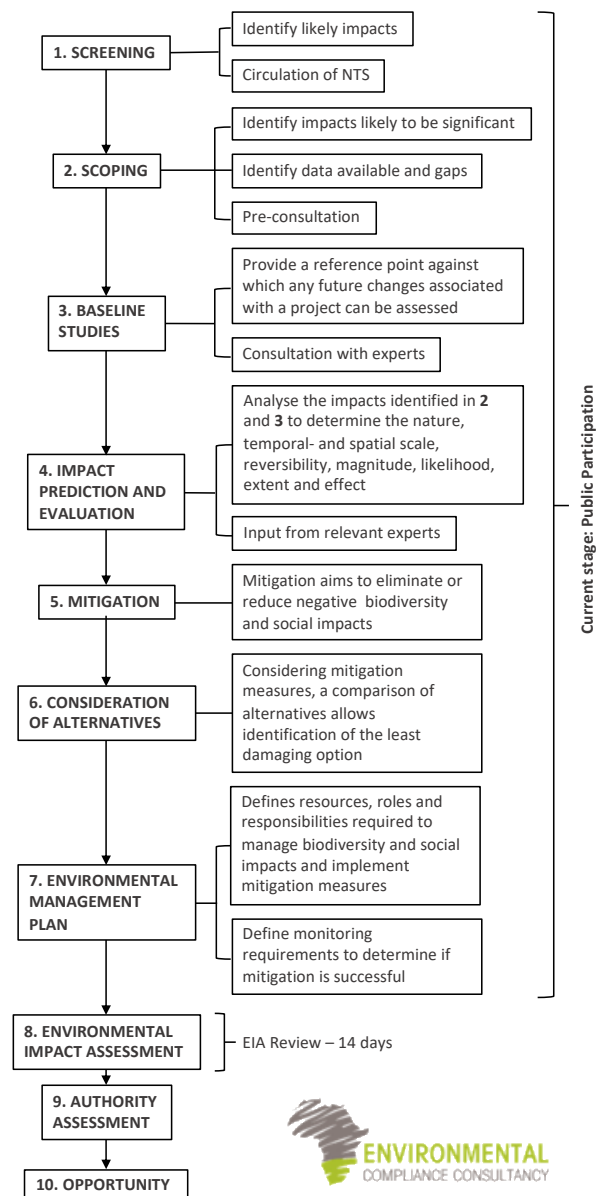 1. SCREENING
Identify likely impacts
Circulation of NTS
2. SCOPING
Identify impacts likely to be significant
Identify data available and gaps
Pre-consultation
3. BASELINE
STUDIES
Provide a reference point against
which any future changes associated
with a project can be assessed
Consultation with experts
4. IMPACT
PREDICTION AND
EVALUATION
Analyse the impacts identified in 2
and 3 to determine the nature,
temporal- and spatial scale,
reversibility, magnitude, likelihood,
extent and effect
Input from relevant experts
5. MITIGATION
Mitigation aims to eliminate or
reduce negative biodiversity
and social impacts
6. CONSIDERATION
OF ALTERNATIVES
Considering mitigation
measures, a comparison of
alternatives allows
identification of the least
damaging option
7. ENVIRONMENTAL
MANAGEMENT
PLAN
Defines resources, roles and
responsibilities required to
manage biodiversity and social
impacts and implement
mitigation measures
Define monitoring
requirements to determine if
mitigation is successful
Current stage: Public Participation
8. ENVIRONMENTAL
IMPACT ASSESSMENT
EIA Review – 14 days
9. AUTHORITY
ASSESSMENT
10. OPPORTUNITY
ENVIRONMENTAL
COMPLIANCE CONSULTANCY